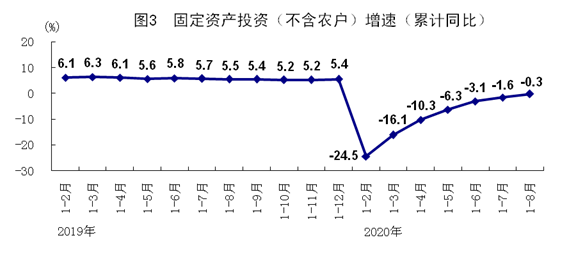 图3 固定资产投资（不含农户）增速（累计同比）
(%)
20
10
0
-10
-20
-30
6.1 6.3 6.1 5.6 5.8 5.7 5.5 5.4 5.2 5.2 5.4
-24.5 -16.1 -10.3 -6.3 -3.1 -1.6 -0.3
1-2月 1-3月 1-4月 1-5月 1-6月 1-7月 1-8月 1-9月 1-10月 1-11月 1-12月 1-2月 1-3月 1-4月 1-5月 1-6月 1-7月 1-8月
2019年 2020年